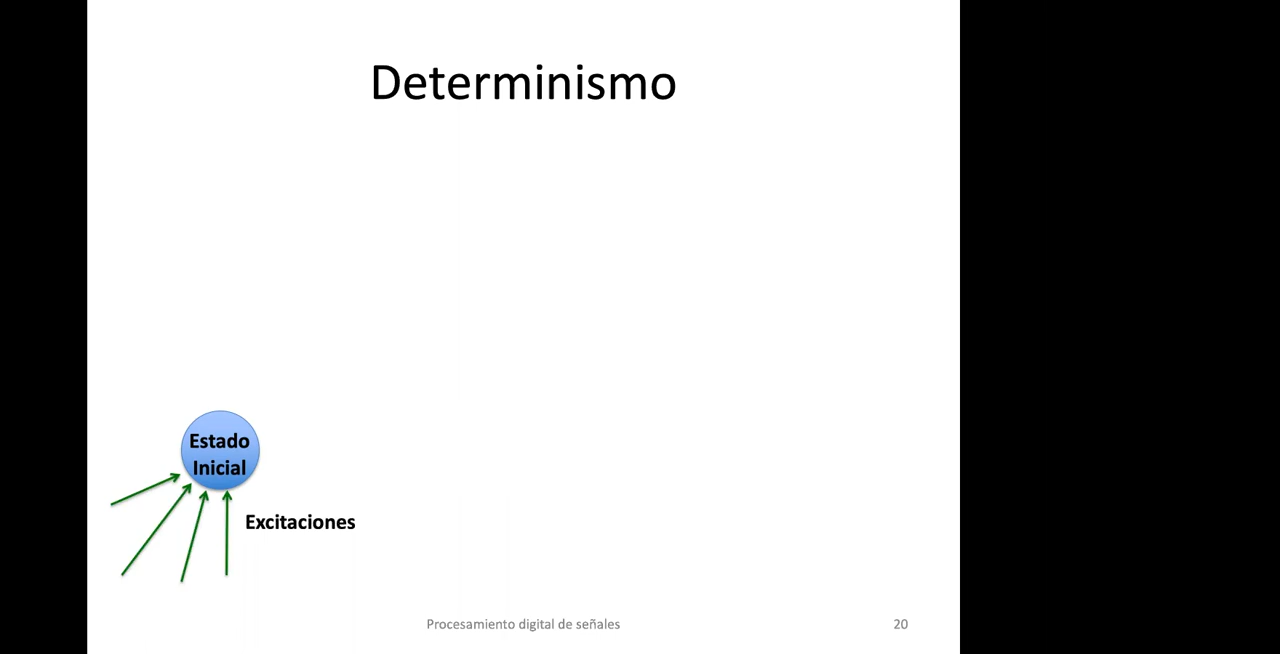 Determinismo
Estado
Inicial
Excitaciones
Procesamiento digital de señales
20